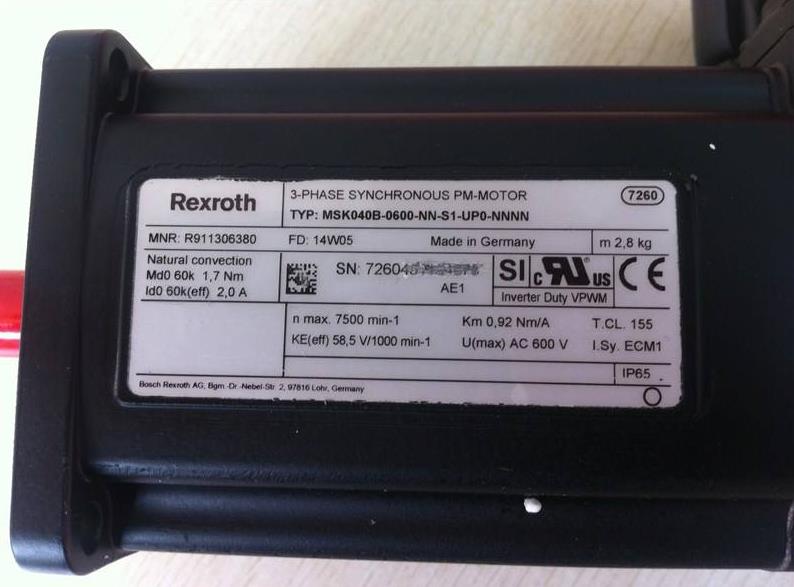 Rexroth
3-PHASE SYNCHRONOUS PM-MOTOR
7260
TYP: MSK040B-0600-NN-S1-UP0-NNNN
MNR: R911306380 FD: 14W05 Made in Germany m 2,8 kg
Natural convection
Md0 60k 1,7 Nm
Id0 60k(eff) 2,0 A
SN:
AE1
SI
c RU us
CE
Inverter Duty VPWM
n max. 7500 min-1 Km 0,92 Nm/A T.CL. 155
KE(eff) 58,5 V/1000 min-1 U(max) AC 600 V I.Sy. ECM1
IP65
Bosch Rexroth AG, Bgm.-Dr.-Nebel-Str. 2, 97816 Lohr, Germany